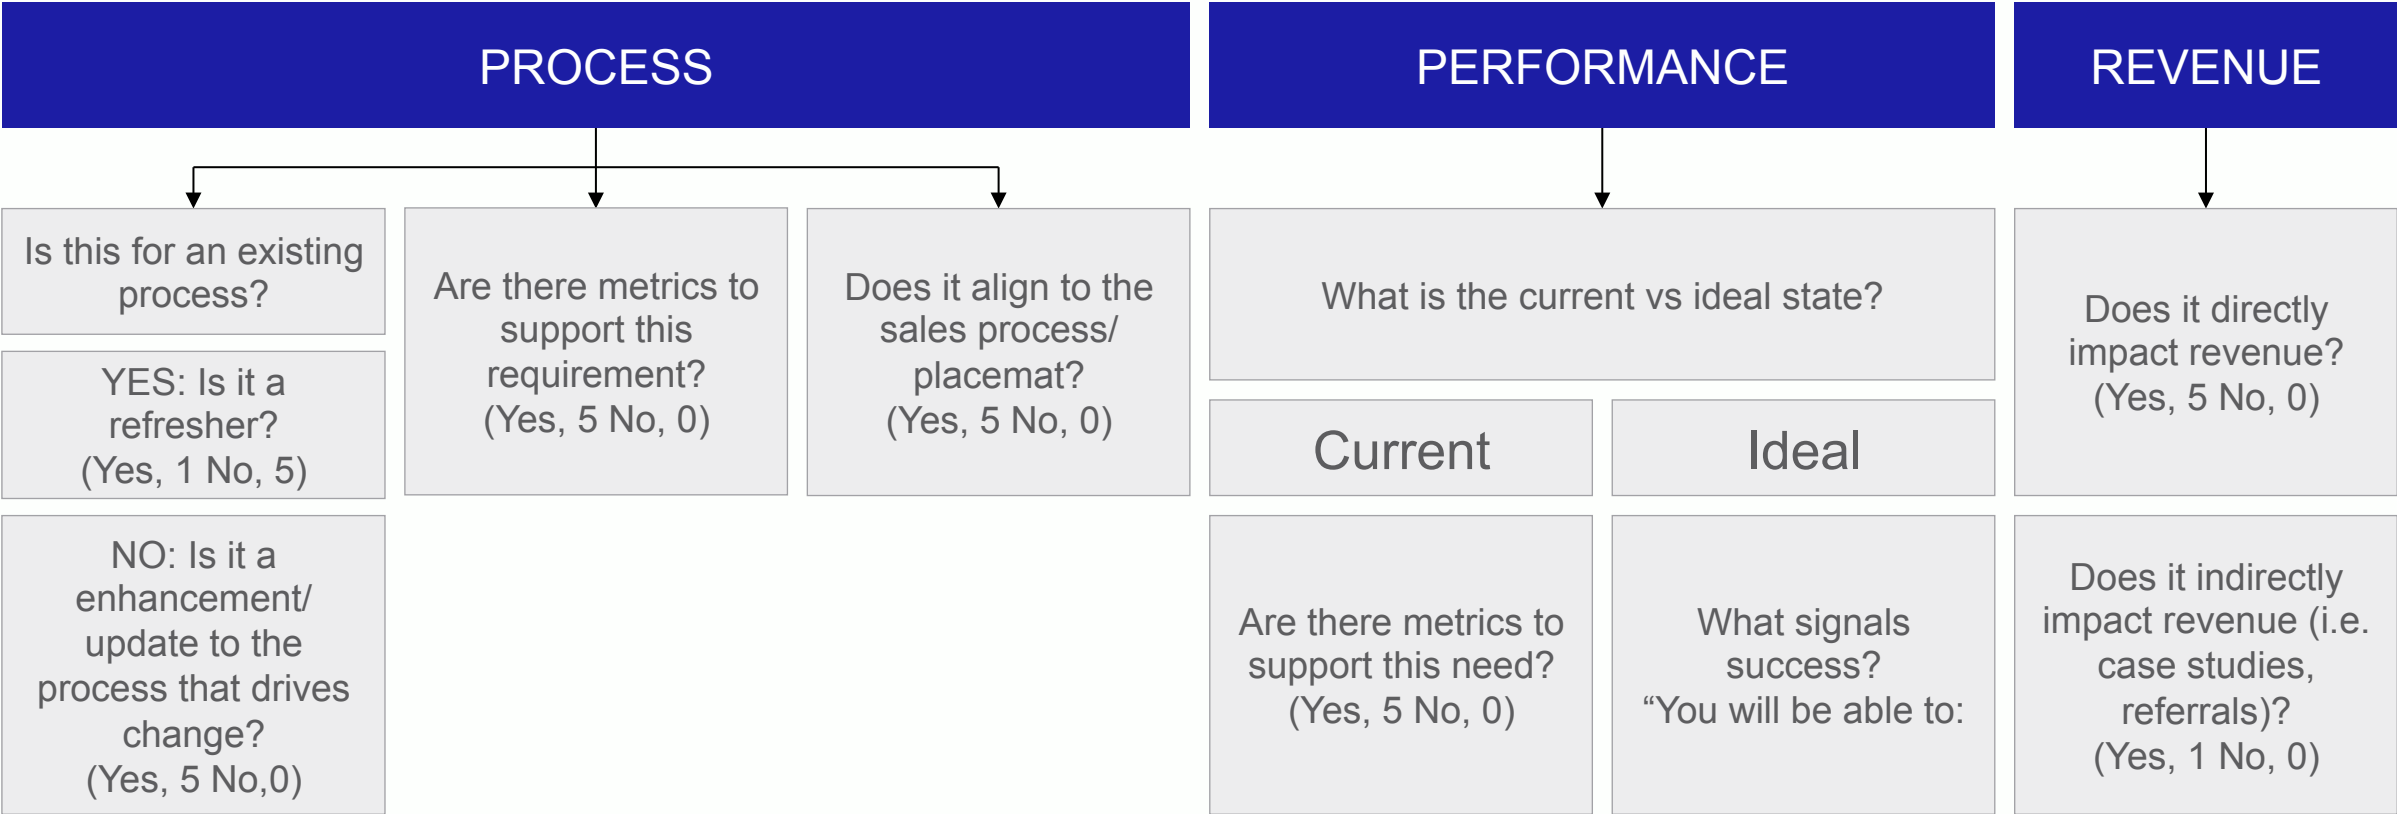 PROCESS
PERFORMANCE
REVENUE
Is this for an existing
process?
YES: Is it a
refresher?
(Yes, 1 No, 5)
NO: Is it a
enhancement/
update to the
process that drives
change?
(Yes, 5 No,0)
Are there metrics to
support this
requirement?
(Yes, 5 No, 0)
Does it align to the
sales process/
placemat?
(Yes, 5 No, 0)
What is the current vs ideal state?
Current
Ideal
Are there metrics to
support this need?
(Yes, 5 No, 0)
What signals
success?
“You will be able to:
Does it directly
impact revenue?
(Yes, 5 No, 0)
Does it indirectly
impact revenue (i.e.
case studies,
referrals)?
(Yes, 1 No, 0)